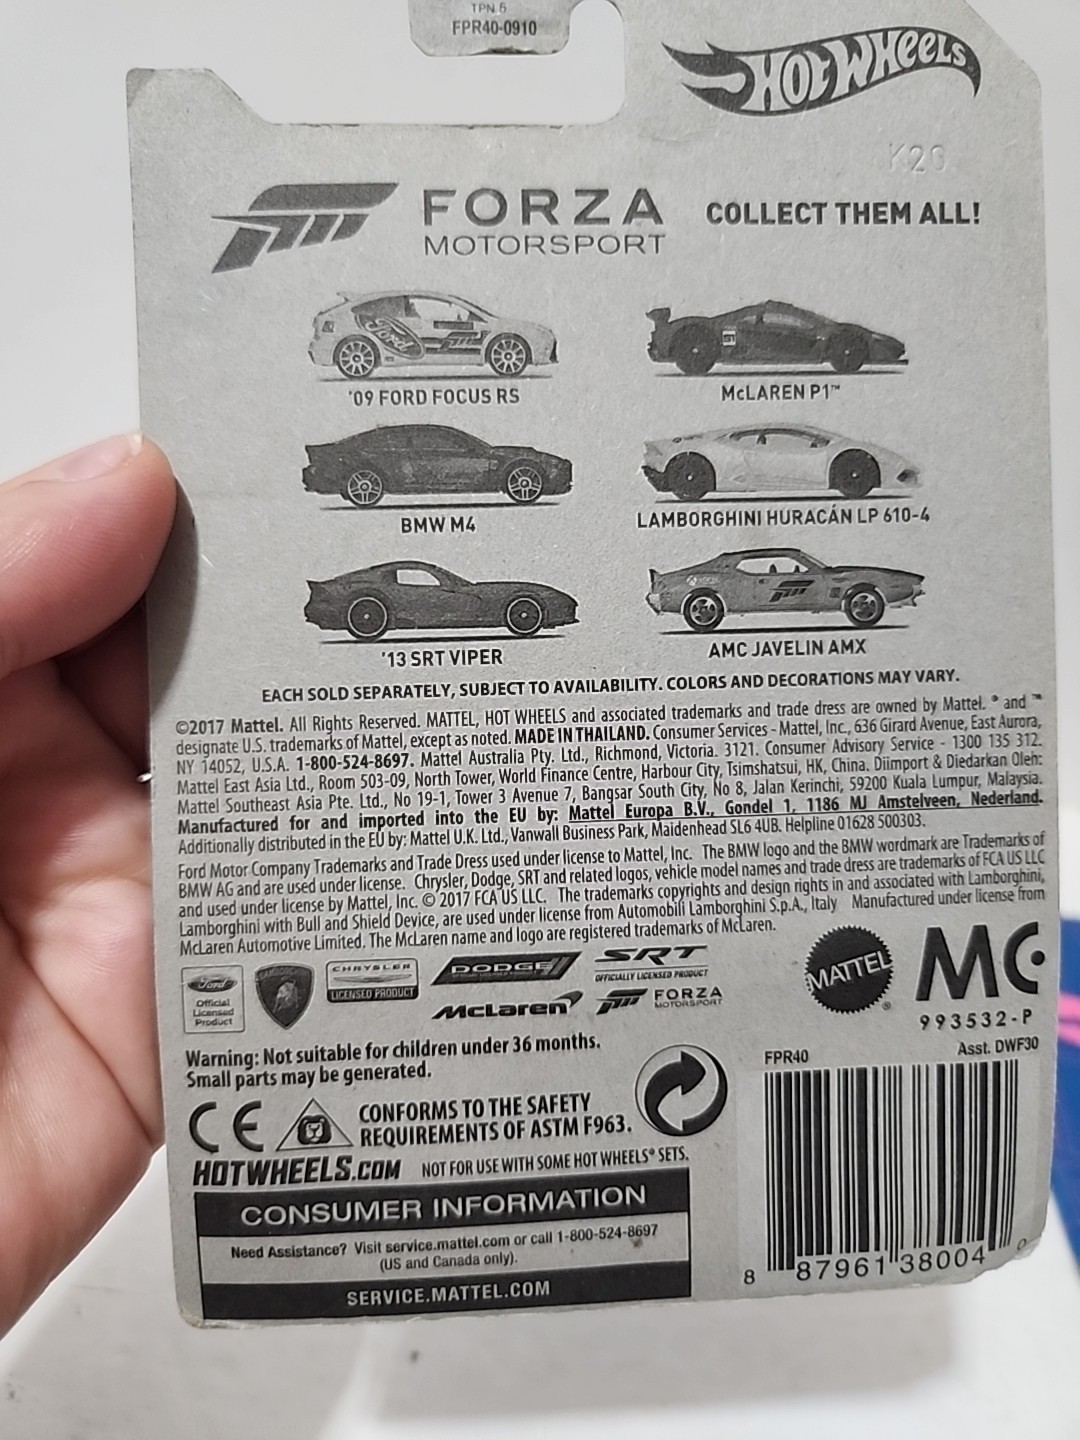 TPN.5
FPR40-0910
HOT WHEELS
K20
FORZA
MOTORSPORT
COLLECT THEM ALL!
Ford
'09 FORD FOCUS RS
McLAREN P1™
BMW M4
LAMBORGHINI HURACÁN LP 610-4
'13 SRT VIPER
AMC JAVELIN AMX
EACH SOLD SEPARATELY, SUBJECT TO AVAILABILITY. COLORS AND DECORATIONS MAY VARY.
©2017 Mattel. All Rights Reserved. MATTEL, HOT WHEELS and associated trademarks and trade dress are owned by Mattel. ® and ™
designate U.S. trademarks of Mattel, except as noted. MADE IN THAILAND. Consumer Services - Mattel, Inc., 636 Girard Avenue, East Aurora,
NY 14052, U.S.A. 1-800-524-8697. Mattel Australia Pty. Ltd., Richmond, Victoria. 3121. Consumer Advisory Service - 1300 135 312.
Mattel East Asia Ltd., Room 503-09, North Tower, World Finance Centre, Harbour City, Tsimshatsui, HK, China. Diimport & Diedarkan Oleh:
Mattel Southeast Asia Pte. Ltd., No 19-1, Tower 3 Avenue 7, Bangsar South City, No 8, Jalan Kerinchi, 59200 Kuala Lumpur, Malaysia.
Manufactured for and imported into the EU by: Mattel Europa B.V., Gondel 1, 1186 MJ Amstelveen, Nederland.
Additionally distributed in the EU by: Mattel U.K. Ltd., Vanwall Business Park, Maidenhead SL6 4UB. Helpline 01628 500303.
Ford Motor Company Trademarks and Trade Dress used under license to Mattel, Inc. The BMW logo and the BMW wordmark are Trademarks of
BMW AG and are used under license. Chrysler, Dodge, SRT and related logos, vehicle model names and trade dress are trademarks of FCA US LLC
and used under license by Mattel, Inc. © 2017 FCA US LLC. The trademarks copyrights and design rights in and associated with Lamborghini,
Lamborghini with Bull and Shield Device, are used under license from Automobili Lamborghini S.p.A., Italy Manufactured under license from
McLaren Automotive Limited. The McLaren name and logo are registered trademarks of McLaren.
Ford
Official
Licensed
Product
LAMBORGHINI
CHRYSLER
LICENSED PRODUCT
DODGE
SRT
OFFICIALLY LICENSED PRODUCT
McLaren
FORZA
MOTORSPORT
MATTEL®
MC
993532-P
Warning: Not suitable for children under 36 months.
Small parts may be generated.
CE
CONFORMS TO THE SAFETY
REQUIREMENTS OF ASTM F963.
HOTWHEELS.COM NOT FOR USE WITH SOME HOT WHEELS® SETS.
CONSUMER INFORMATION
Need Assistance? Visit service.mattel.com or call 1-800-524-8697
(US and Canada only).
SERVICE.MATTEL.COM
FPR40
Asst. DWF30
8 87961 38004 0